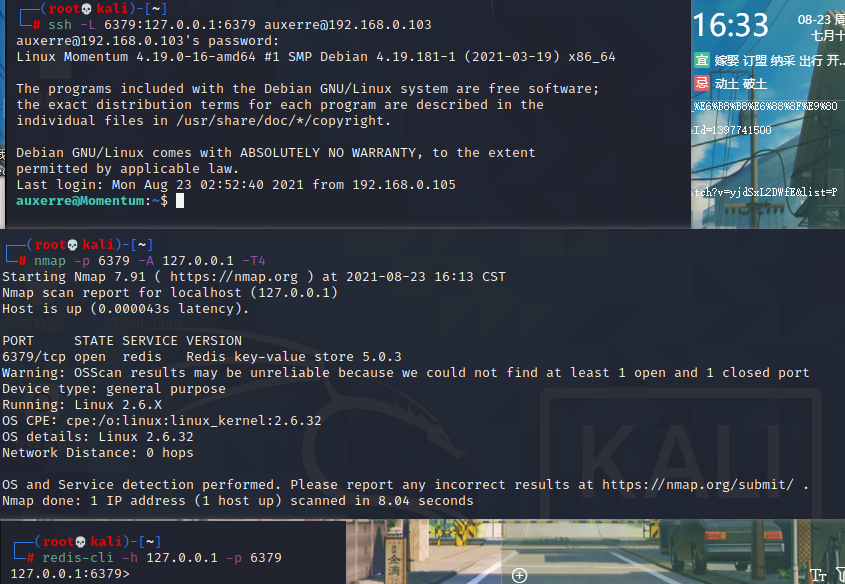 ┌──(root💀kali)-[~]
└─# ssh -L 6379:127.0.0.1:6379 auxerre@192.168.0.103
auxerre@192.168.0.103's password:
Linux Momentum 4.19.0-16-amd64 #1 SMP Debian 4.19.181-1 (2021-03-19) x86_64
The programs included with the Debian GNU/Linux system are free software;
the exact distribution terms for each program are described in the
individual files in /usr/share/doc/*/copyright.
Debian GNU/Linux comes with ABSOLUTELY NO WARRANTY, to the extent
permitted by applicable law.
Last login: Mon Aug 23 02:52:40 2021 from 192.168.0.105
auxerre@Momentum:~$
16:33
08-23 周
七月十
宜 嫁娶 订盟 纳采 出行 开...
忌 动土 破土
_%E6%B8%B8%E6%88%8F%E9%80
Id=1397741500
atch?v=yjdSxL2DWfE&list=P
┌──(root💀kali)-[~]
└─# nmap -p 6379 -A 127.0.0.1 -T4
Starting Nmap 7.91 ( https://nmap.org ) at 2021-08-23 16:13 CST
Nmap scan report for localhost (127.0.0.1)
Host is up (0.000043s latency).
PORT     STATE SERVICE VERSION
6379/tcp open  redis   Redis key-value store 5.0.3
Warning: OSScan results may be unreliable because we could not find at least 1 open and 1 closed port
Device type: general purpose
Running: Linux 2.6.X
OS CPE: cpe:/o:linux:linux_kernel:2.6.32
OS details: Linux 2.6.32
Network Distance: 0 hops
OS and Service detection performed. Please report any incorrect results at https://nmap.org/submit/ .
Nmap done: 1 IP address (1 host up) scanned in 8.04 seconds
KALI
┌──(root💀kali)-[~]
└─# redis-cli -h 127.0.0.1 -p 6379
127.0.0.1:6379>